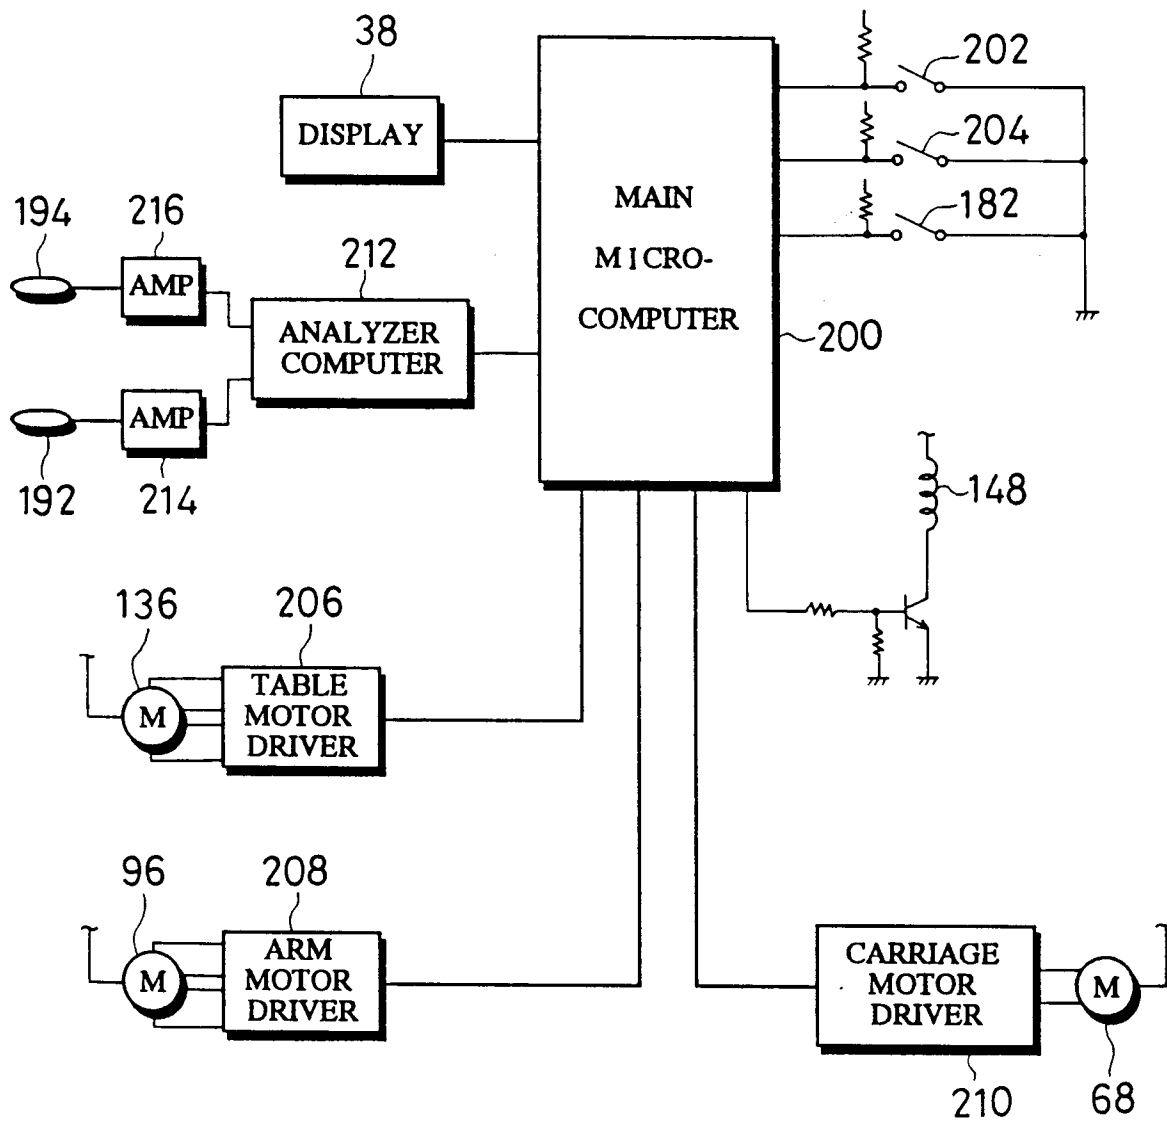 38
202
DISPLAY
204
MAIN
MICRO-
COMPUTER
194
216
182
AMP
212
ANALYZER
COMPUTER
200
AMP
192
214
148
136
206
M
TABLE
MOTOR
DRIVER
96
208
M
ARM
MOTOR
DRIVER
CARRIAGE
MOTOR
DRIVER
M
210
68